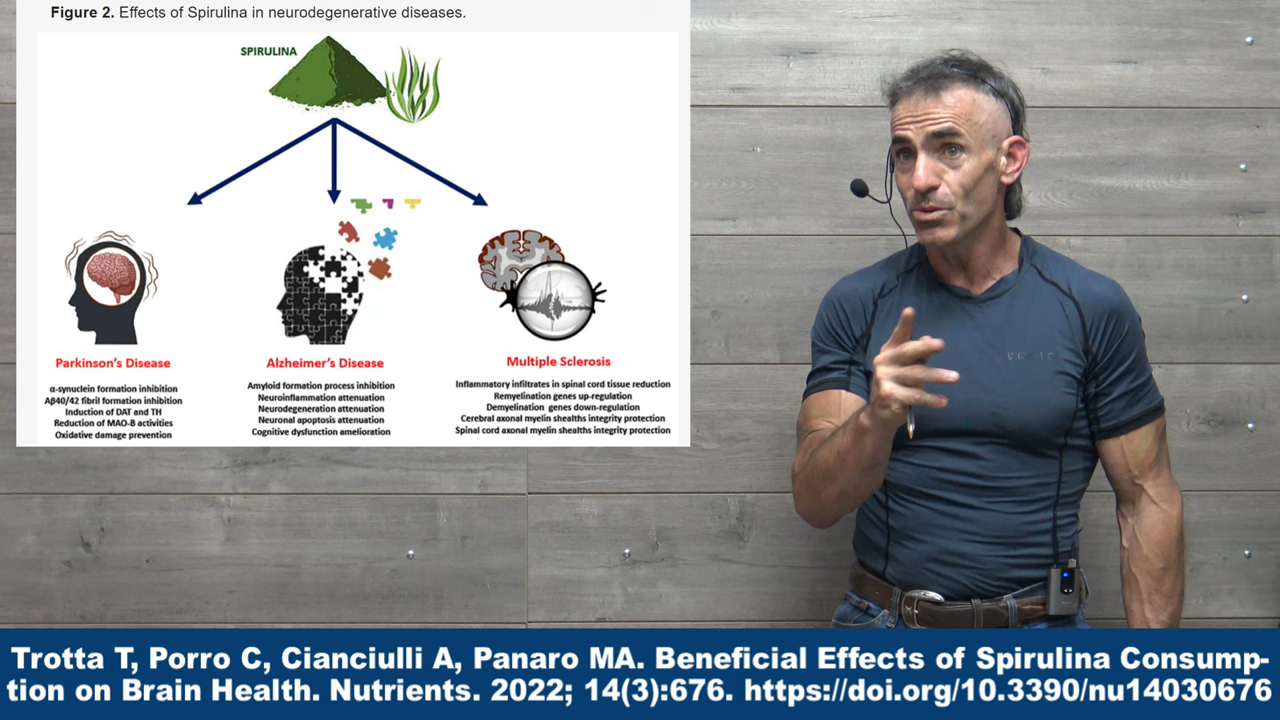 Figure 2. Effects of Spirulina in neurodegenerative diseases.
SPIRULINA
Parkinson's Disease
α-synuclein formation inhibition
Aβ40/42 fibril formation inhibition
Induction of DAT and TH
Reduction of MAO-B activities
Oxidative damage prevention
Alzheimer's Disease
Amyloid formation process inhibition
Neuroinflammation attenuation
Neurodegeneration attenuation
Neuronal apoptosis attenuation
Cognitive dysfunction amelioration
Multiple Sclerosis
Inflammatory infiltrates in spinal cord tissue reduction
Remyelination genes up-regulation
Demyelination genes down-regulation
Cerebral axonal myelin shealths integrity protection
Spinal cord axonal myelin shealths integrity protection
Trotta T, Porro C, Cianciulli A, Panaro MA. Beneficial Effects of Spirulina Consump-
tion on Brain Health. Nutrients. 2022; 14(3):676. https://doi.org/10.3390/nu14030676